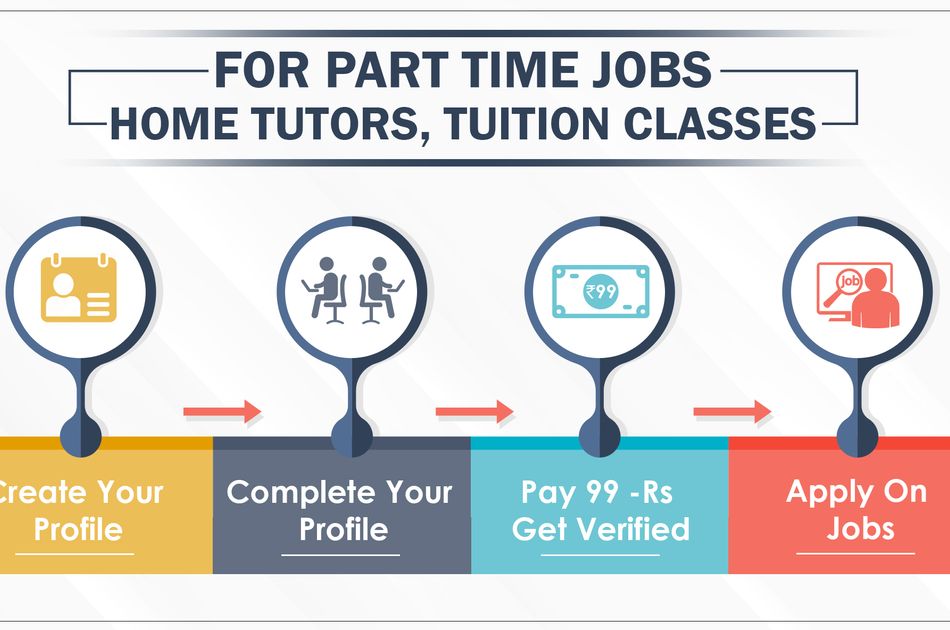 FOR PART TIME JOBS
HOME TUTORS, TUITION CLASSES
₹99
job
Create Your
Profile
Complete Your
Profile
Pay 99 -Rs
Get Verified
Apply On
Jobs